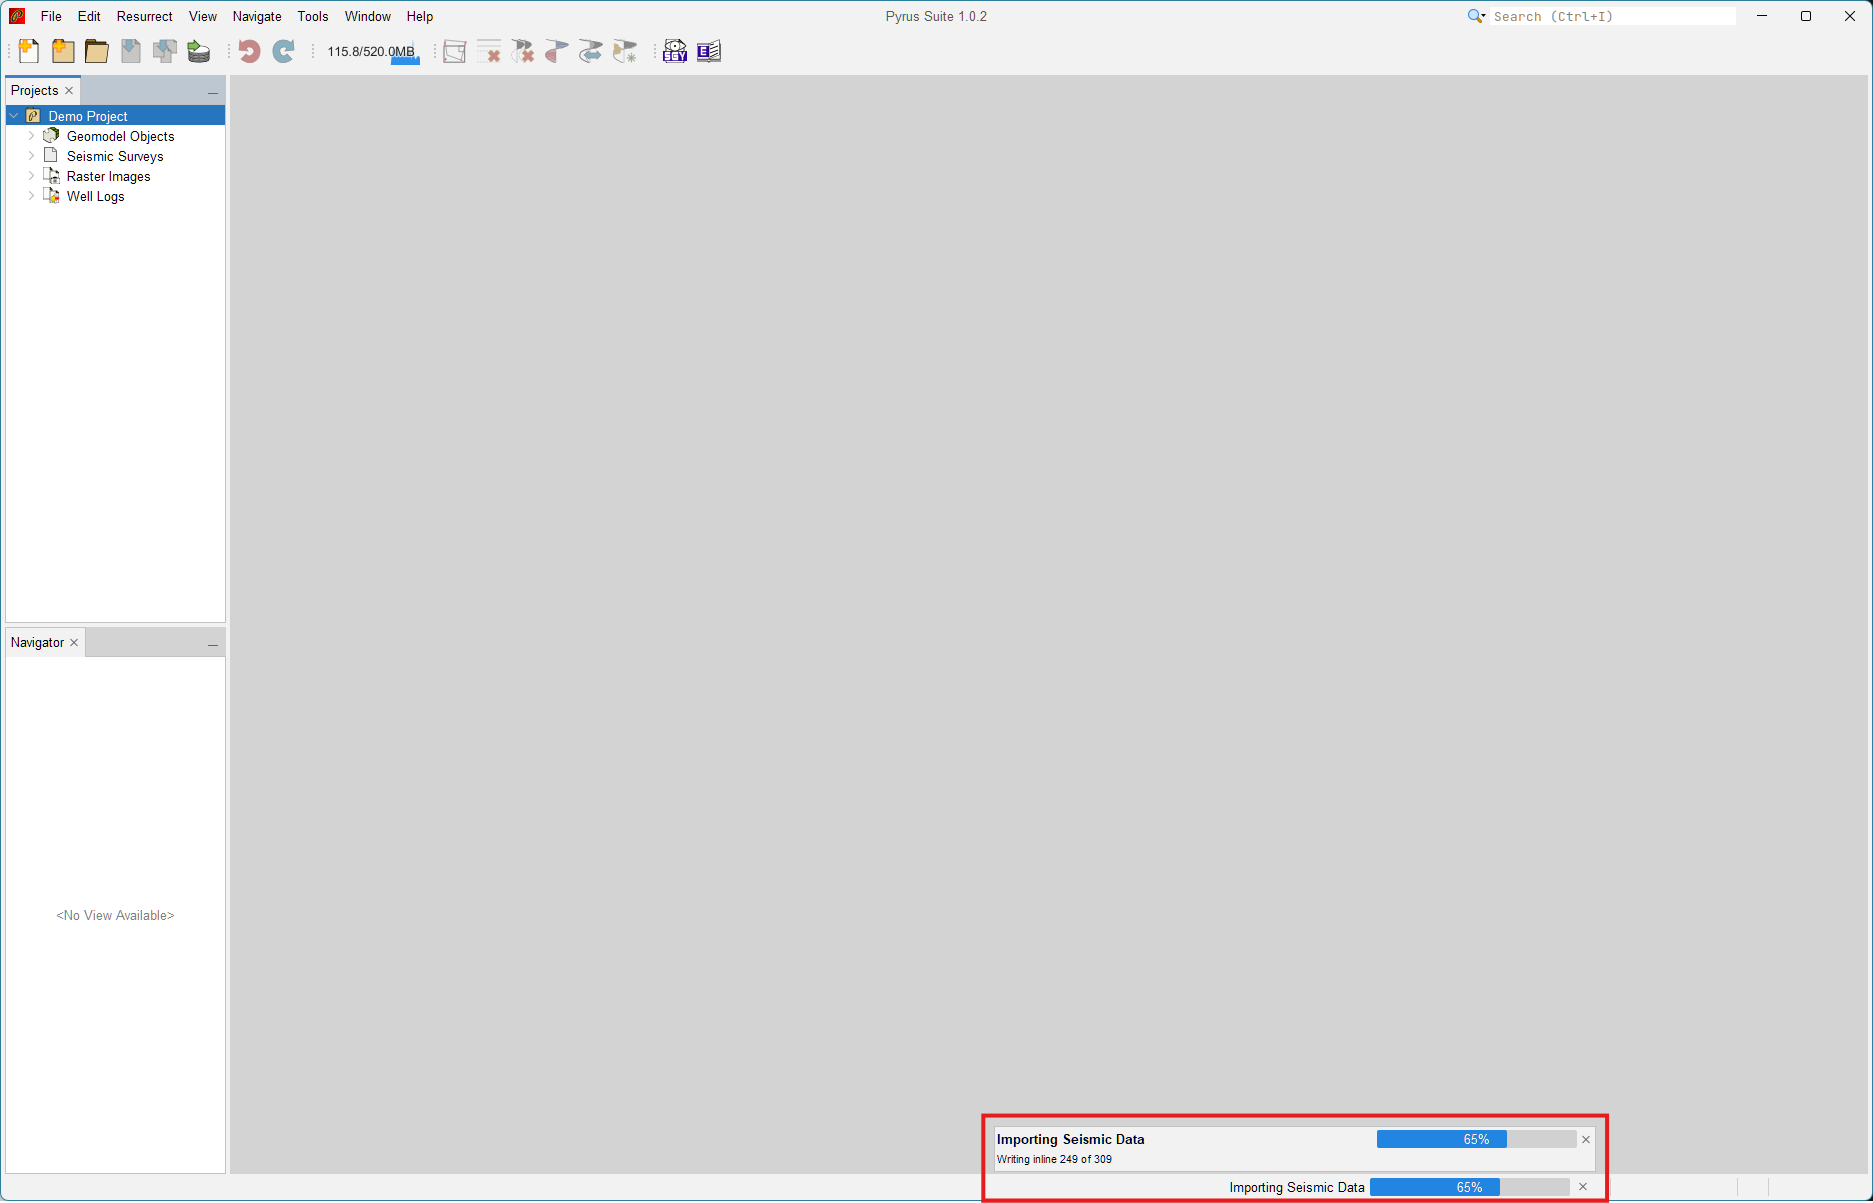 File Edit Resurrect View Navigate Tools Window Help
Pyrus Suite 1.0.2
Search (Ctrl+I)
115.8/520.0MB
SGY
E
Projects
Demo Project
Geomodel Objects
Seismic Surveys
Raster Images
Well Logs
Navigator
<No View Available>
Importing Seismic Data 65%
Writing inline 249 of 309
Importing Seismic Data 65%